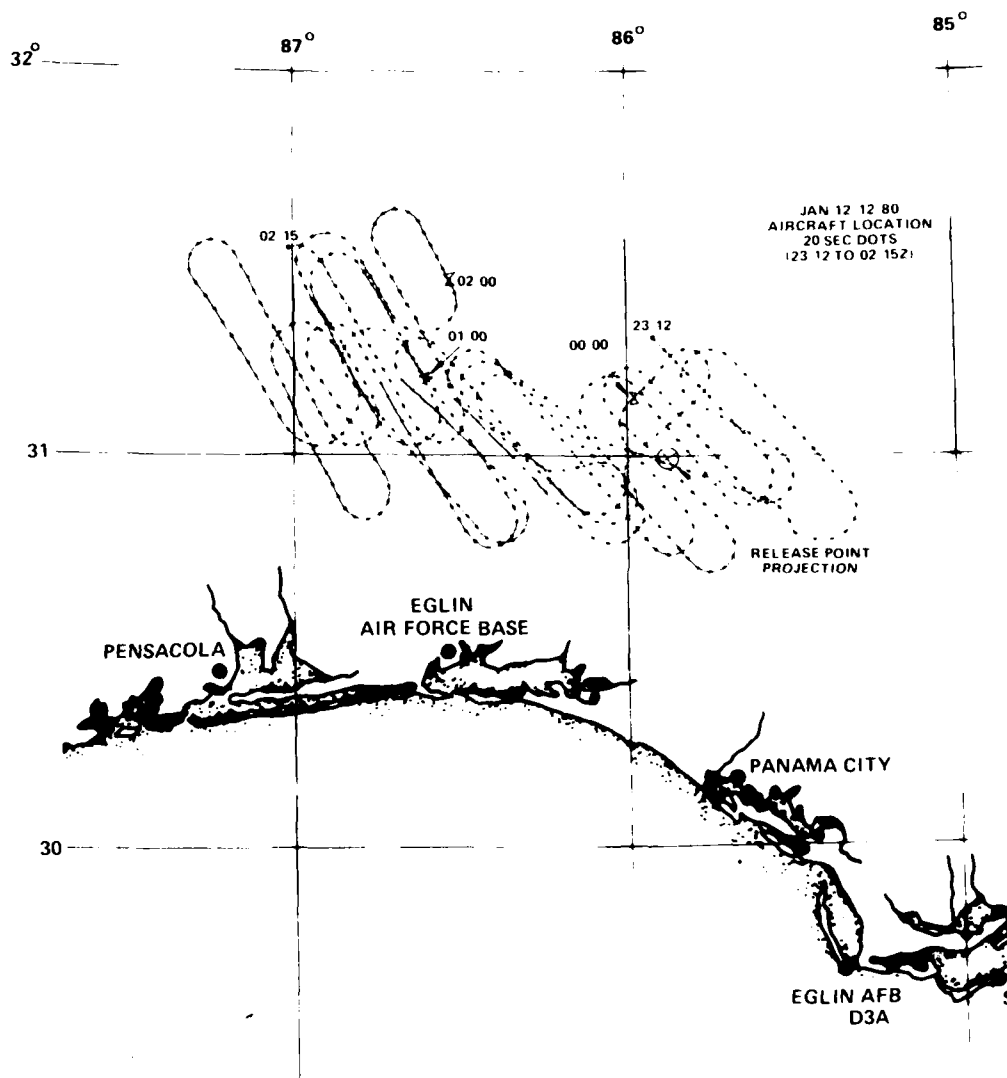 87°
86°
85°
32°
JAN 12 12 80
AIRCRAFT LOCATION
20 SEC DOTS
(23 12 TO 02 15Z)
02 15
02 00
23 12
01 00
00 00
31
RELEASE POINT
PROJECTION
EGLIN
AIR FORCE BASE
PENSACOLA
PANAMA CITY
30
EGLIN AFB
D3A